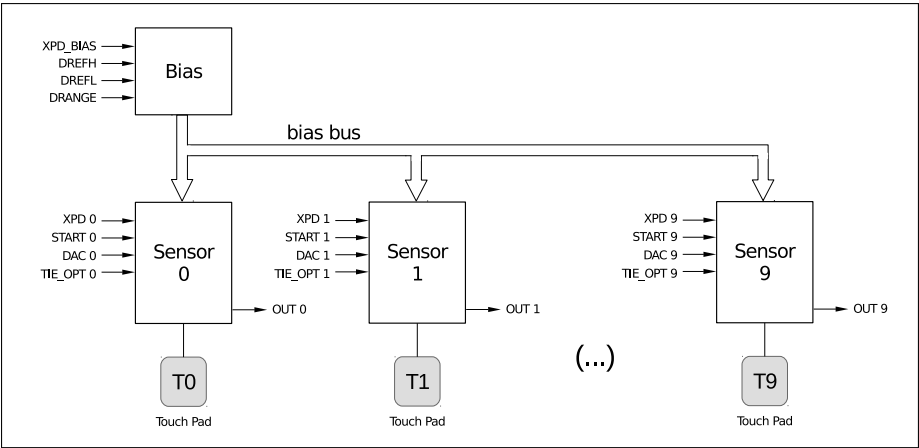 XPD_BIAS
DREFH
DREFL
DRANGE
Bias
bias bus
XPD 0
START 0
DAC 0
TIE_OPT 0
Sensor
0
OUT 0
T0
Touch Pad
XPD 1
START 1
DAC 1
TIE_OPT 1
Sensor
1
OUT 1
T1
Touch Pad
(...)
XPD 9
START 9
DAC 9
TIE_OPT 9
Sensor
9
OUT 9
T9
Touch Pad